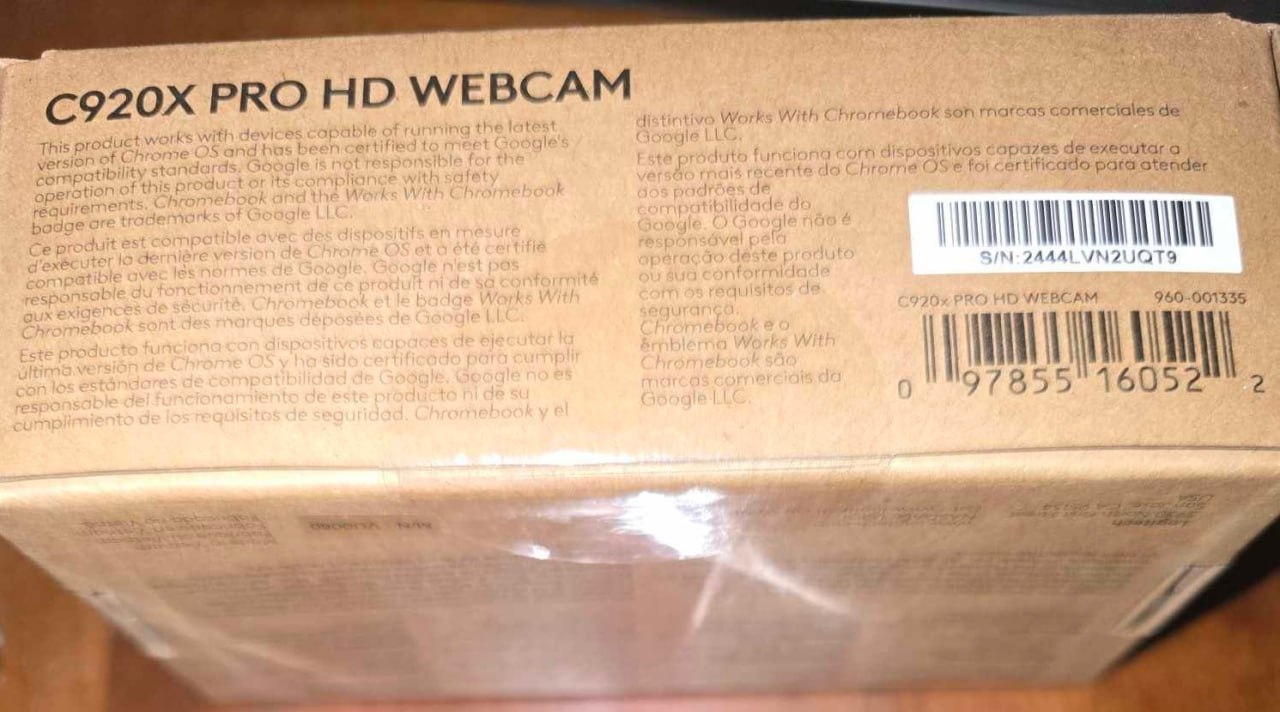 C920X PRO HD WEBCAM
This product works with devices capable of running the latest
version of Chrome OS and has been certified to meet Google's
compatibility standards. Google is not responsible for the
operation of this product or its compliance with safety
requirements. Chromebook and the Works With Chromebook
badge are trademarks of Google LLC.
Ce produit est compatible avec des dispositifs en mesure
d'exécuter la dernière version de Chrome OS et a été certifié
compatible avec les normes de Google. Google n'est pas
responsable du fonctionnement de ce produit ni de sa conformité
aux exigences de sécurité. Chromebook et le badge Works With
Chromebook sont des marques déposées de Google LLC.
Este producto funciona con dispositivos capaces de ejecutar la
última versión de Chrome OS y ha sido certificado para cumplir
con los estándares de compatibilidad de Google. Google no es
responsable del funcionamiento de este producto ni de su
cumplimiento de los requisitos de seguridad. Chromebook y el
distintivo Works With Chromebook son marcas comerciales de
Google LLC.
Este produto funciona com dispositivos capazes de executar a
versão mais recente do Chrome OS e foi certificado para atender
aos padrões de
compatibilidade do
Google. O Google não é
responsável pela
operação deste produto
ou sua conformidade
com os requisitos de
segurança.
Chromebook e o
emblema Works With
Chromebook são
marcas comerciais da
Google LLC.
S/N:2444LVN2UQT9
C920x PRO HD WEBCAM 960-001335
0 97855 16052 2
Logitech
USA
M/N: V-U0060